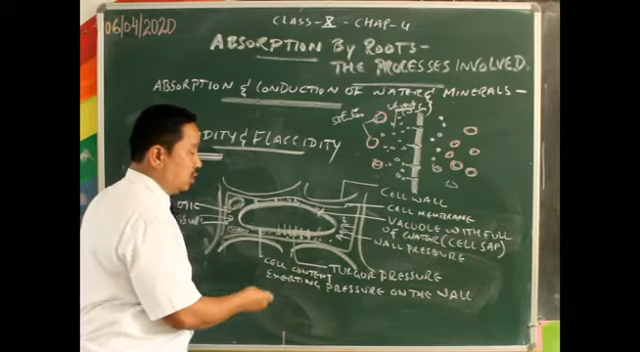 06/04/2020
CLASS-X - CHAP-4
ABSORPTION BY ROOTS-
THE PROCESSES INVOLVED.
ABSORPTION & CONDUCTION OF WATER & MINERALS-
DITY & FLACCIDITY
CELL WALL
CELL MEMBRANE
VACUOLE WITH FULL
OF WATER (CELL SAP)
WALL PRESSURE
CELL CONTENT
TURGOR PRESSURE
EXERTING PRESSURE ON THE WALL